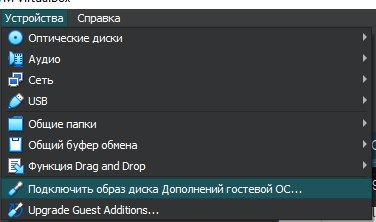 Устройства Справка
Оптические диски
Аудио
Сеть
USB
Общие папки
Общий буфер обмена
Функция Drag and Drop
Подключить образ диска Дополнений гостевой ОС...
Upgrade Guest Additions...